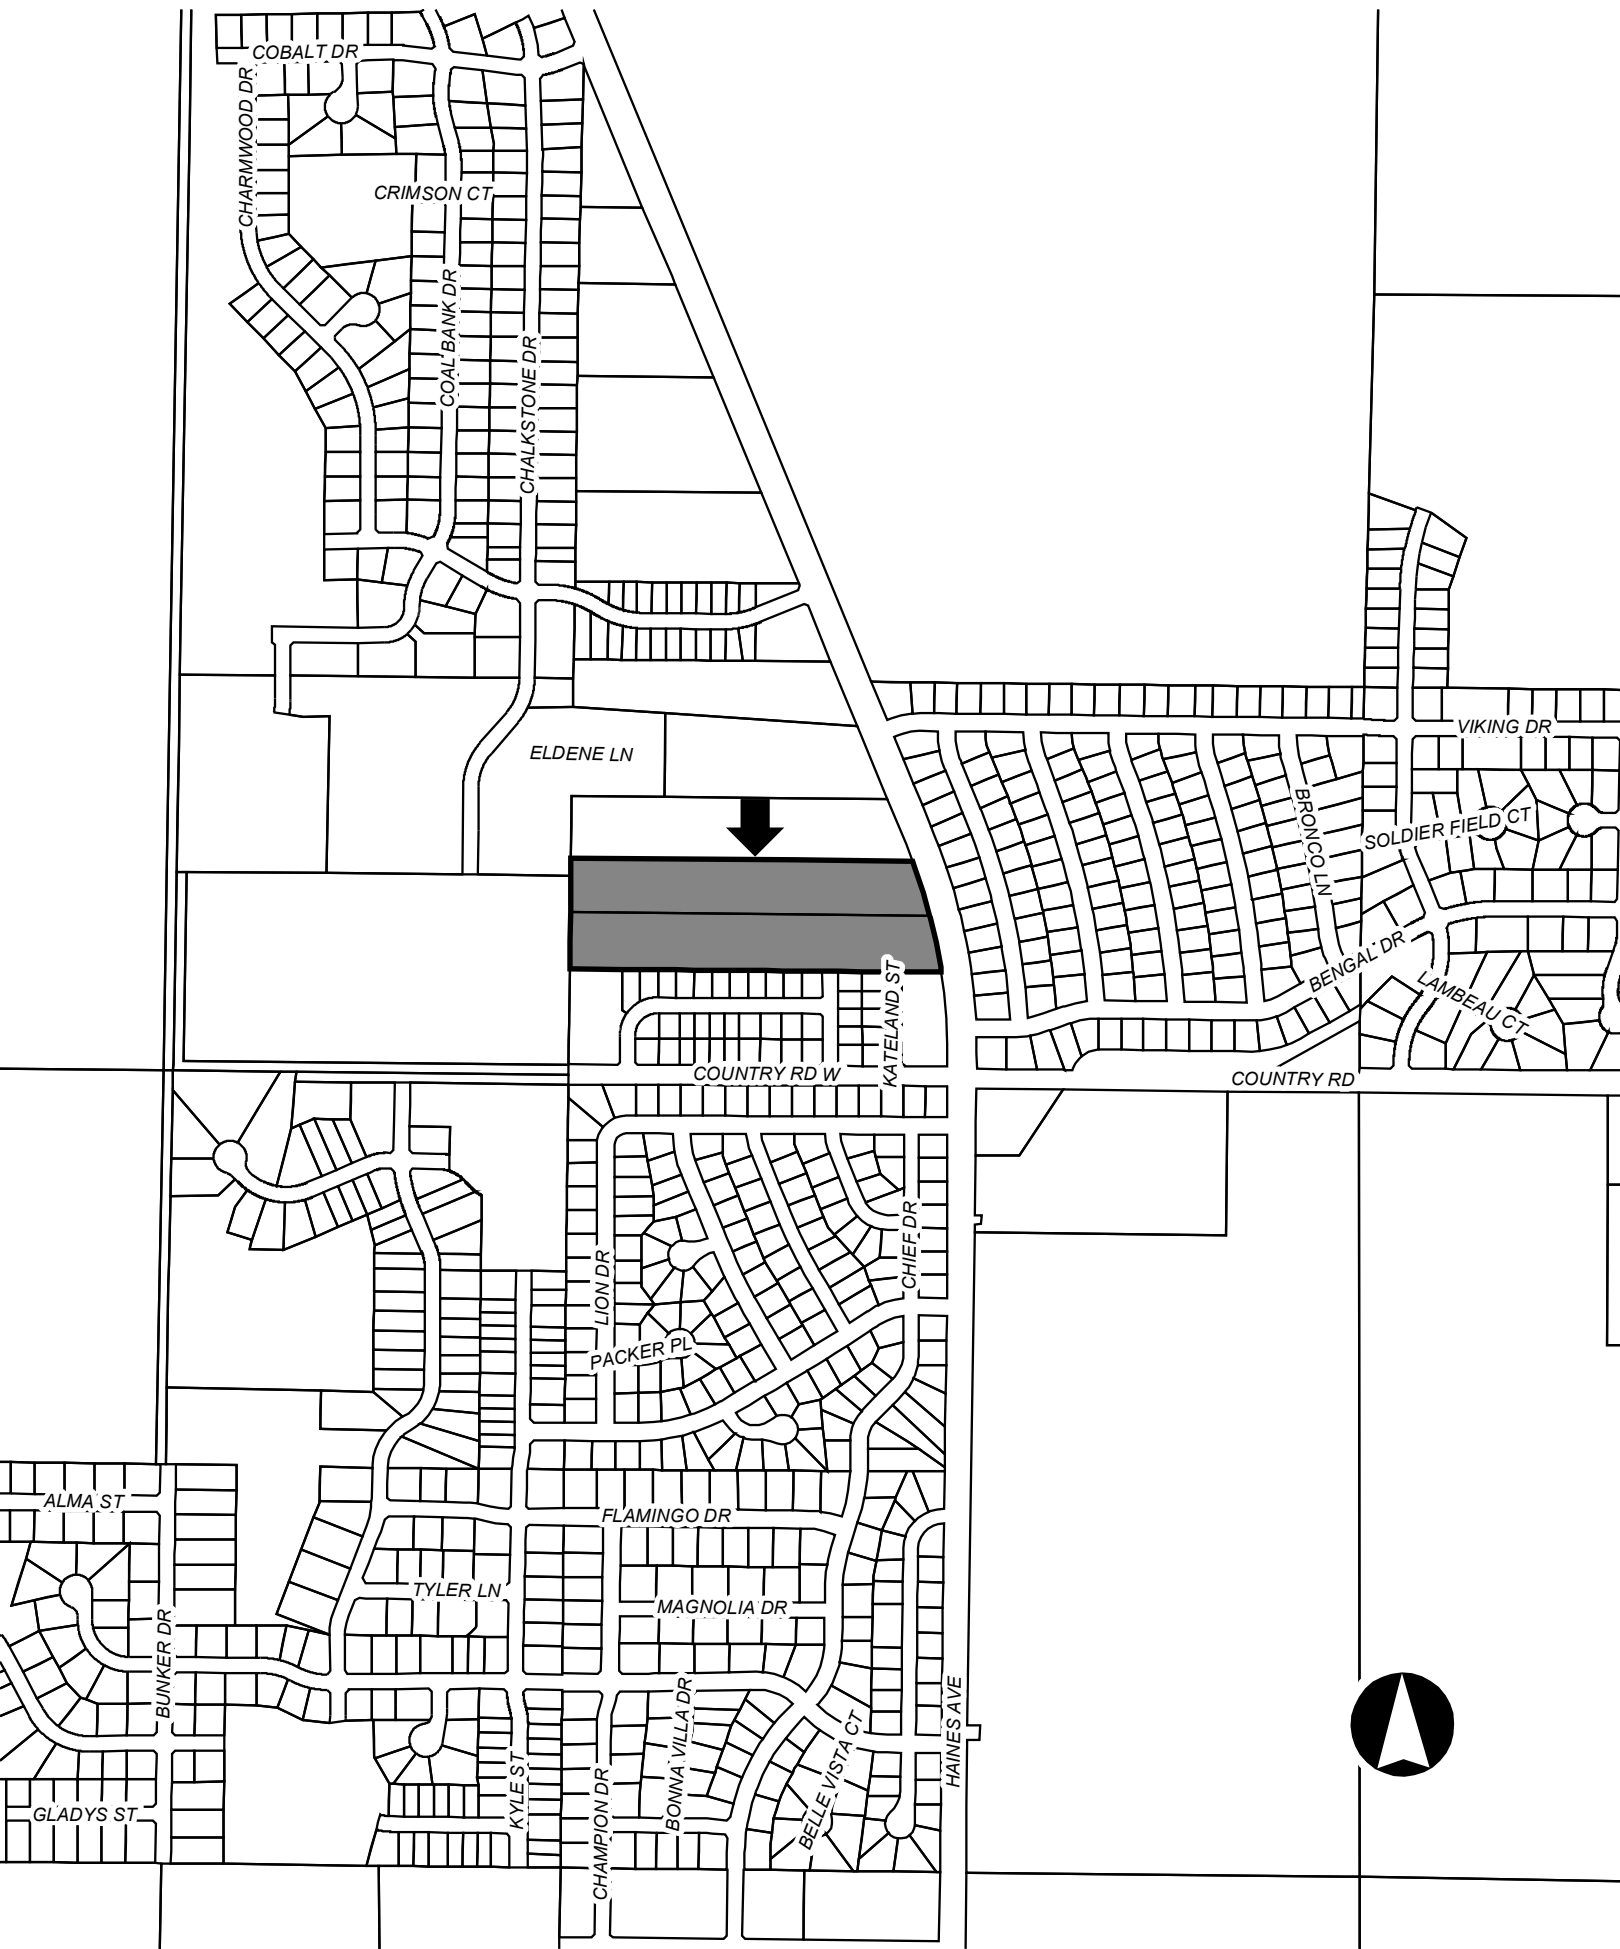 COBALT DR
CHARMWOOD DR
CRIMSON CT
COAL BANK DR
CHALKSTONE DR
VIKING DR
ELDENE LN
BRONCO LN
SOLDIER FIELD CT
BENGAL DR
KATELAND ST
LAMBEAU CT
COUNTRY RD W
COUNTRY RD
CHIEF DR
LION DR
PACKER PL
ALMA ST
FLAMINGO DR
TYLER LN
MAGNOLIA DR
BUNKER DR
BONNA VILLA DR
HAINES AVE
BELLE VISTA CT
KYLE ST
CHAMPION DR
GLADYS ST